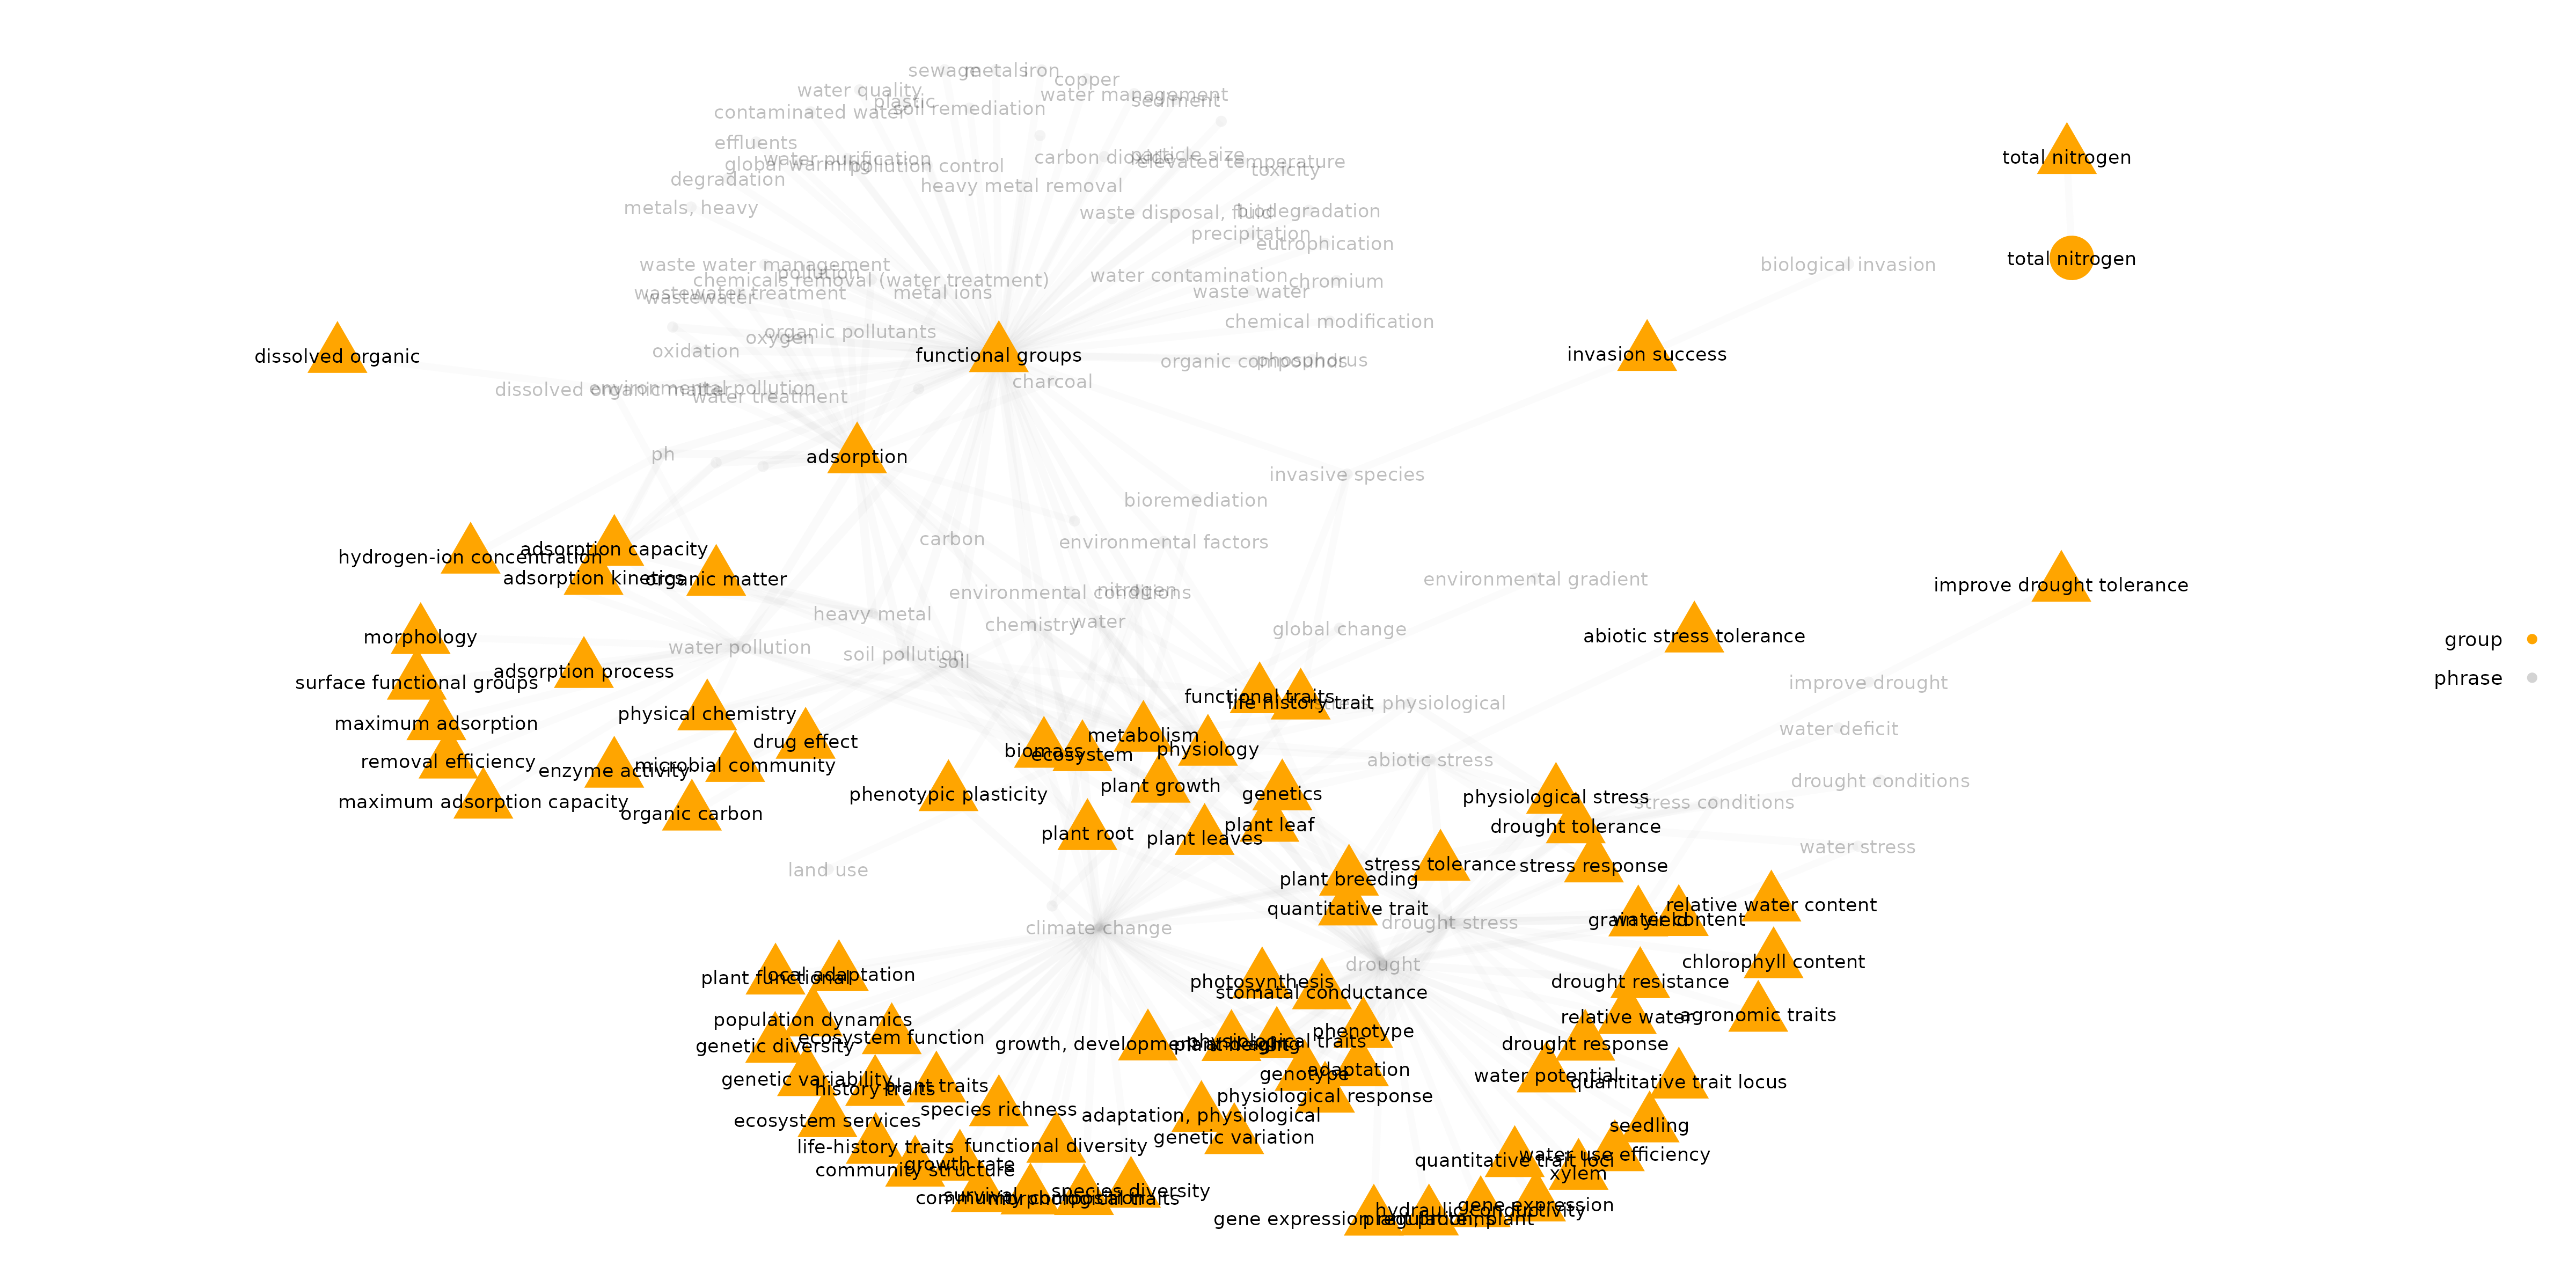 sewage
metals
iron
copper
water quality
plastic
water management
sediment
contaminated water
soil remediation
effluents
global warming
water purification
pollution control
carbon dioxide
particle size
elevated temperature
toxicity
degradation
heavy metal removal
metals, heavy
waste disposal, fluid
biodegradation
precipitation
eutrophication
total nitrogen
total nitrogen
biological invasion
waste water management
pollution
chemicals removal (water treatment)
water contamination
chromium
wastewater treatment
wastewater
metal ions
waste water
chemical modification
organic pollutants
oxygen
oxidation
dissolved organic
functional groups
organic compounds
phosphorus
invasion success
charcoal
dissolved organic matter
environmental pollution
water treatment
ph
adsorption
invasive species
bioremediation
carbon
environmental factors
hydrogen-ion concentration
adsorption capacity
adsorption kinetics
organic matter
environmental gradient
improve drought tolerance
environmental conditions
nitrogen
heavy metal
chemistry
water
global change
abiotic stress tolerance
morphology
water pollution
soil pollution
soil
adsorption process
surface functional groups
improve drought
group
phrase
functional traits
life history trait
stress, physiological
physical chemistry
maximum adsorption
drug effect
metabolism
biomass
ecosystem
physiology
water deficit
removal efficiency
enzyme activity
microbial community
abiotic stress
drought conditions
phenotypic plasticity
plant growth
genetics
physiological stress
stress conditions
maximum adsorption capacity
organic carbon
plant root
plant leaves
plant leaf
drought tolerance
water stress
land use
plant breeding
stress tolerance
stress response
quantitative trait
drought stress
grain yield
water content
relative water content
climate change
drought
chlorophyll content
plant functional
local adaptation
photosynthesis
stomatal conductance
drought resistance
population dynamics
ecosystem function
genetic diversity
growth, development and aging
plant height
physiological traits
phenotype
relative water
agronomic traits
drought response
genetic variability
history traits
plant traits
genotype
adaptation
water potential
quantitative trait locus
species richness
physiological response
ecosystem services
adaptation, physiological
genetic variation
seedling
life-history traits
functional diversity
growth rate
community structure
quantitative trait loci
water use efficiency
xylem
community composition
survival
morphological traits
species diversity
gene expression regulation, plant
plant proteins
hydraulic conductivity
gene expression